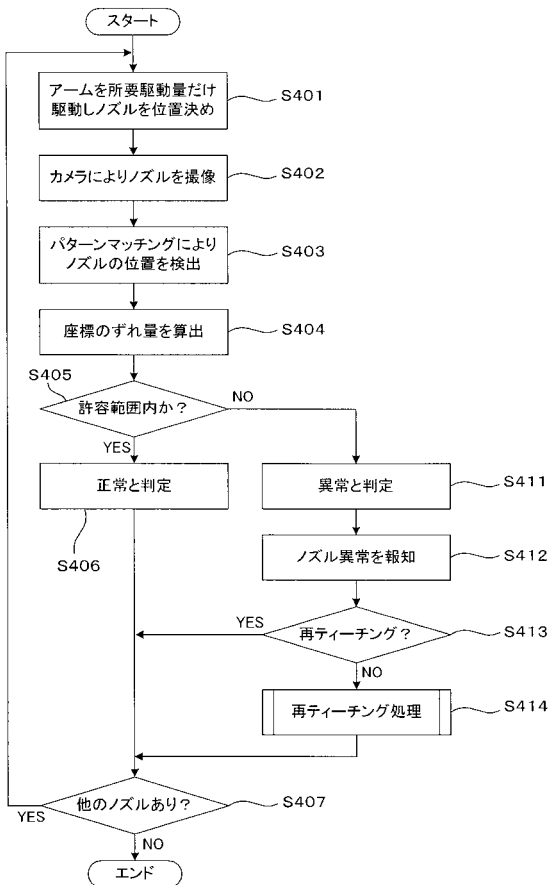 スタート
アームを所要駆動量だけ
駆動しノズルを位置決め
S401
カメラによりノズルを撮像
S402
パターンマッチングにより
ノズルの位置を検出
S403
座標のずれ量を算出
S404
S405
許容範囲内か?
NO
YES
正常と判定
S406
異常と判定
S411
ノズル異常を報知
S412
YES
再ティーチング?
S413
NO
再ティーチング処理
S414
他のノズルあり?
S407
YES
NO
エンド